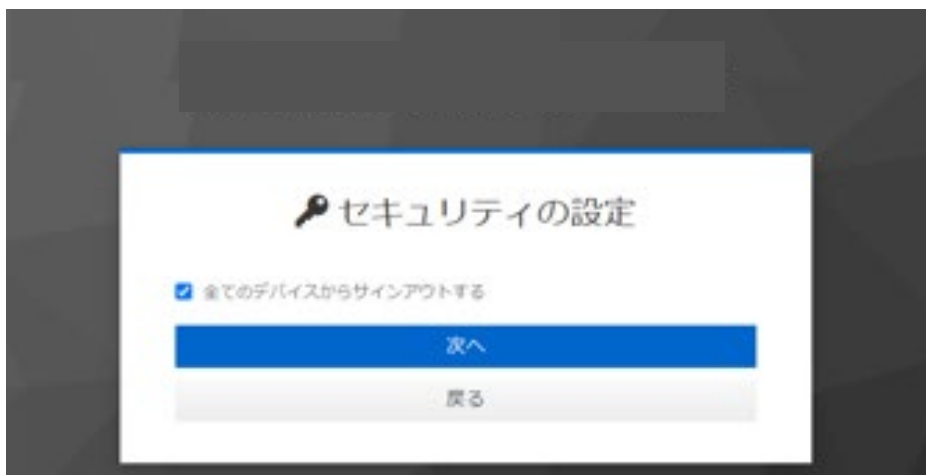 セキュリティの設定
全てのデバイスからサインアウトする
次へ
戻る